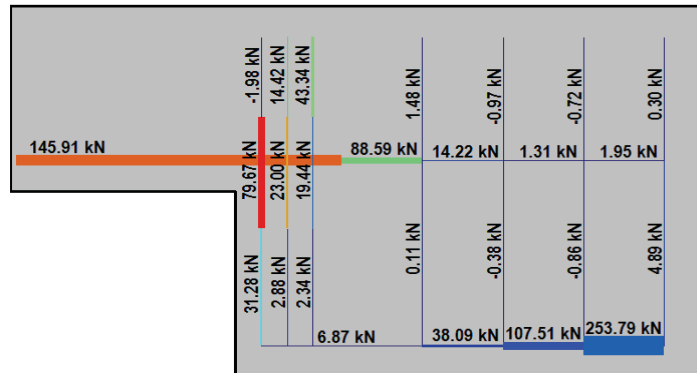 -1.98 kN
14.42 kN
43.34 kN
1.48 kN
-0.97 kN
-0.72 kN
0.30 kN
145.91 kN
88.59 kN
14.22 kN
1.31 kN
1.95 kN
79.67 kN
23.00 kN
19.44 kN
31.28 kN
2.88 kN
2.34 kN
0.11 kN
-0.38 kN
-0.86 kN
4.89 kN
6.87 kN
38.09 kN
107.51 kN
253.79 kN